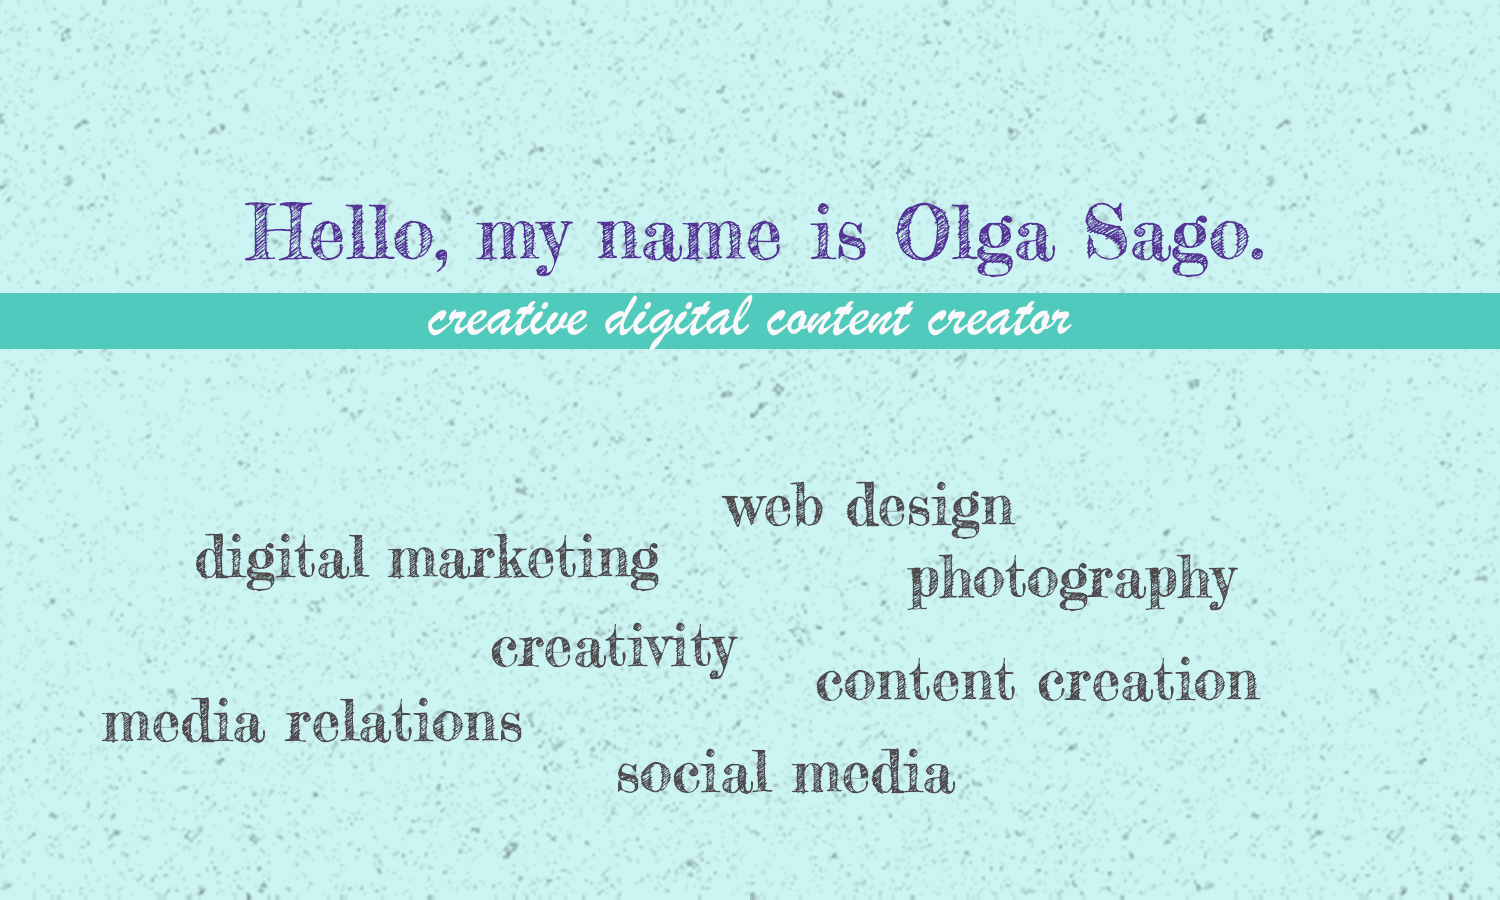 Hello, my name is Olga Sago.
creative digital content creator
web design
digital marketing
photography
creativity
content creation
media relations
social media